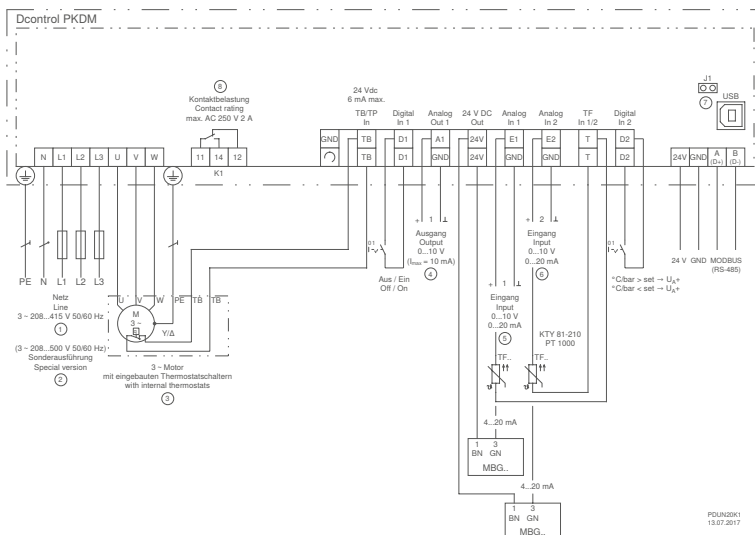 Dcontrol PKDM
8
Kontaktbelastung
Contact rating
max. AC 250 V 2 A
24 Vdc
6 mA max.
TB/TP
In
Digital
In 1
Analog
Out 1
24 V DC
Out
Analog
In 1
Analog
In 2
TF
In 1/2
Digital
In 2
J1
7
USB
GND TB D1 A1 24V E1 E2 T D2
N L1 L2 L3 U V W
11 14 12
TB D1 GND 24V GND GND T D2
24V GND A (D+) B (D-)
K1
PE N L1 L2 L3
Netz
Line
3 ~ 208...415 V 50/60 Hz
1
(3 ~ 208...500 V 50/60 Hz)
Sonderausführung
Special version
2
U V W PE TB TB
M
3 ~
Y/Δ
3 ~ Motor
mit eingebauten Thermostatschaltern
with internal thermostats
3
0 1
Aus / Ein
Off / On
+ 1 ⊥
Ausgang
Output
0...10 V
(Imax = 10 mA)
4
+ 1 ⊥
Eingang
Input
0...10 V
0...20 mA
5
+ 2 ⊥
Eingang
Input
0...10 V
0...20 mA
6
KTY 81-210
PT 1000
TF.. TF..
0 1
°C/bar > set → UA+
°C/bar < set → UA+
24 V GND MODBUS
(RS-485)
4...20 mA
1 3
BN GN
MBG..
4...20 mA
1 3
BN GN
MBG..
PDUN20K1
13.07.2017